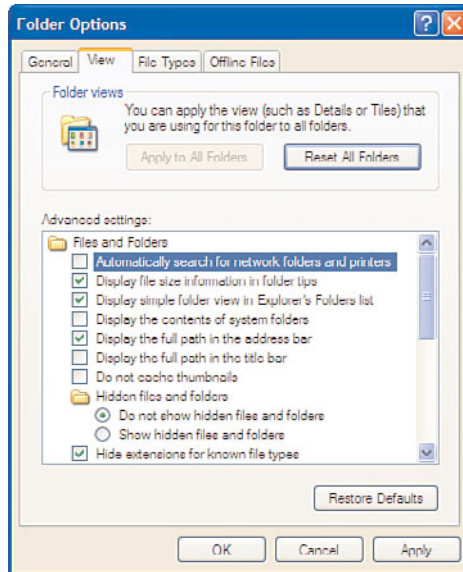 Folder Options
General View File Types Offline Files
Folder views
You can apply the view (such as Details or Tiles) that
you are using for this folder to all folders.
Apply to All Folders Reset All Folders
Advanced settings:
Files and Folders
Automatically search for network folders and printers
Display file size information in folder tips
Display simple folder view in Explorer's Folders list
Display the contents of system folders
Display the full path in the address bar
Display the full path in the title bar
Do not cache thumbnails
Hidden files and folders
Do not show hidden files and folders
Show hidden files and folders
Hide extensions for known file types
Restore Defaults
OK Cancel Apply